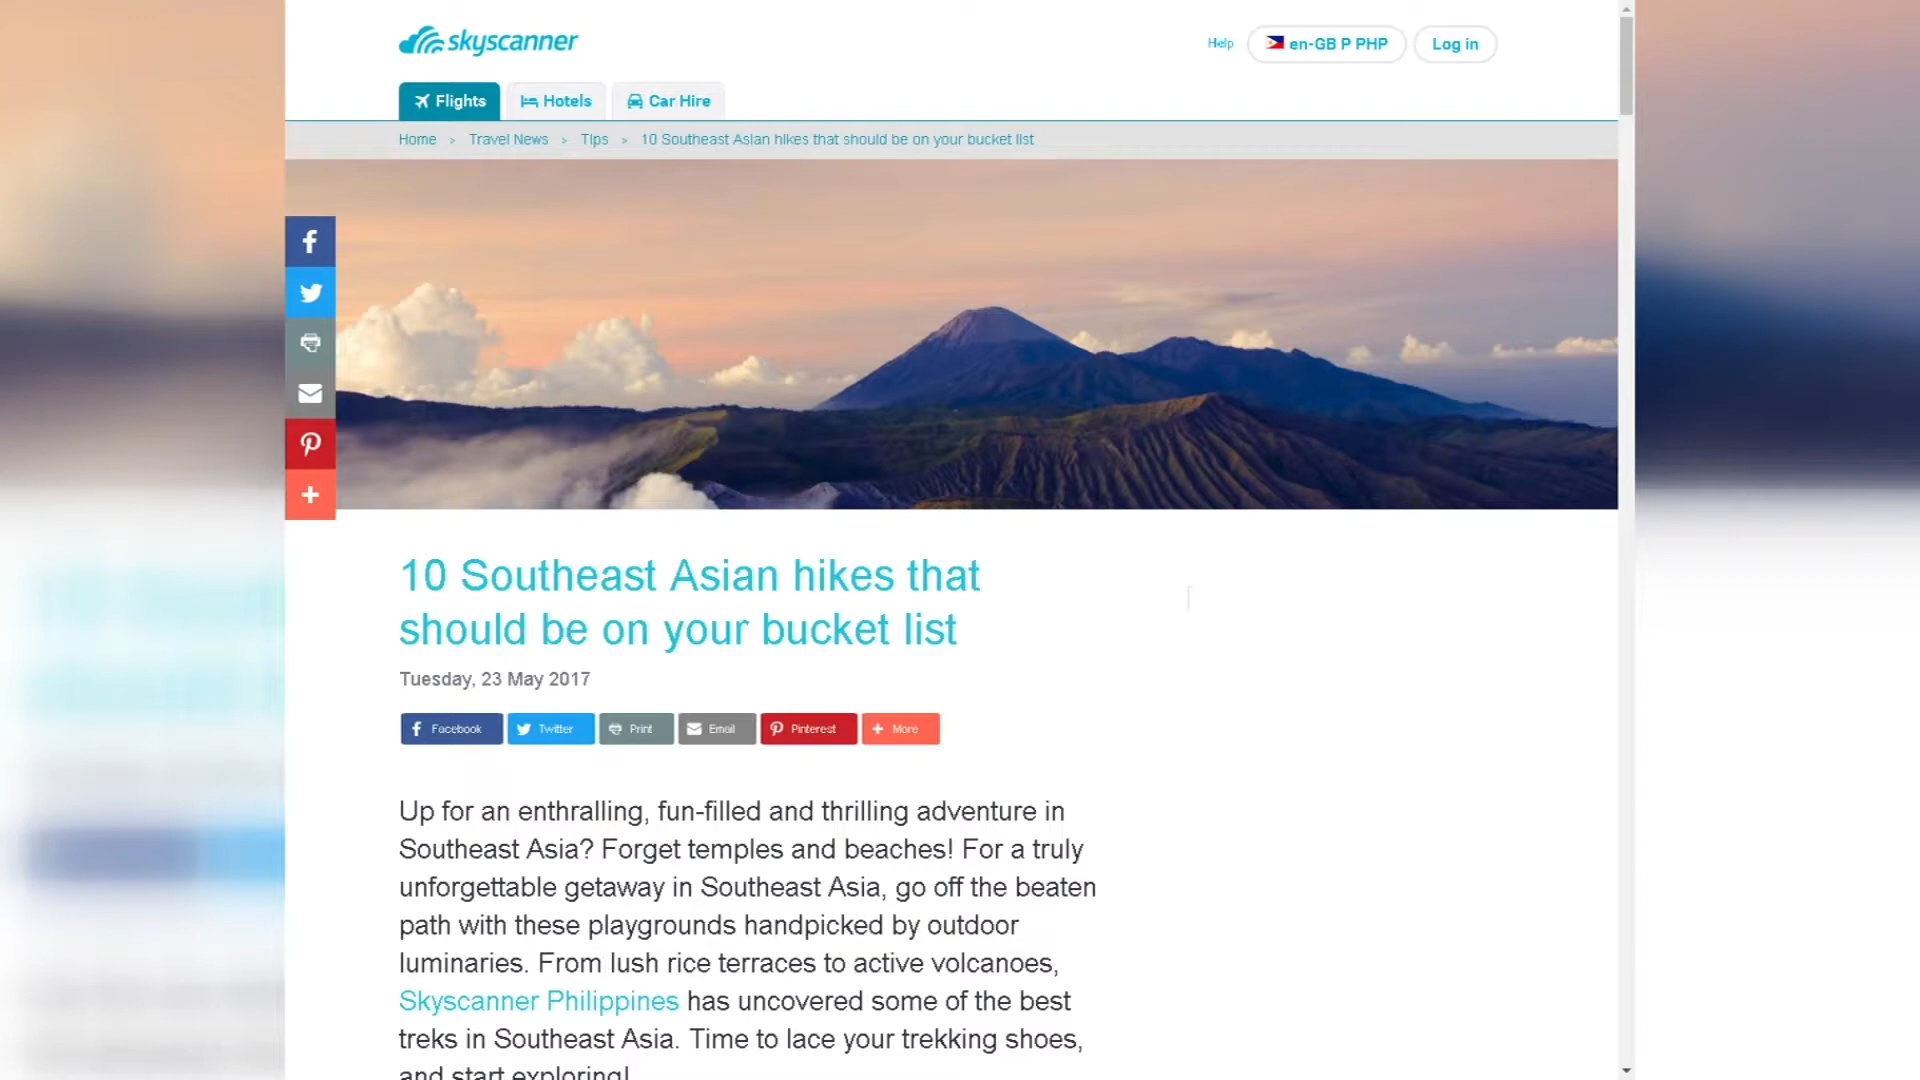 skyscanner
Help
en-GB P PHP
Log in
Flights
Hotels
Car Hire
Home > Travel News > Tips > 10 Southeast Asian hikes that should be on your bucket list
10 Southeast Asian hikes that
should be on your bucket list
Tuesday, 23 May 2017
Facebook
Twitter
Print
Email
Pinterest
More
Up for an enthralling, fun-filled and thrilling adventure in
Southeast Asia? Forget temples and beaches! For a truly
unforgettable getaway in Southeast Asia, go off the beaten
path with these playgrounds handpicked by outdoor
luminaries. From lush rice terraces to active volcanoes,
Skyscanner Philippines has uncovered some of the best
treks in Southeast Asia. Time to lace your trekking shoes,
and start exploring!